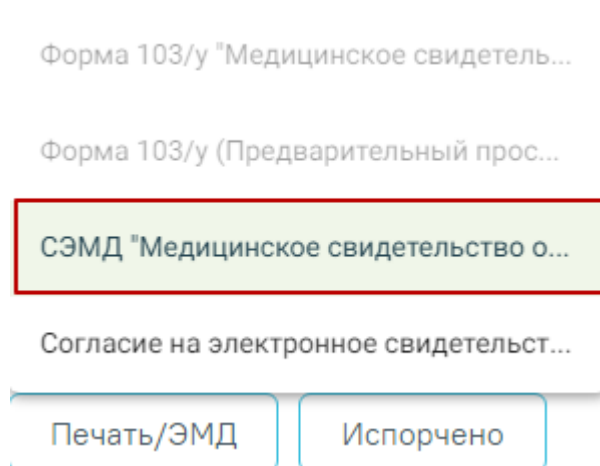 Форма 103/у "Медицинское свидетель...
Форма 103/у (Предварительный прос...
СЭМД "Медицинское свидетельство о...
Согласие на электронное свидетельст...
Печать/ЭМД Испорчено